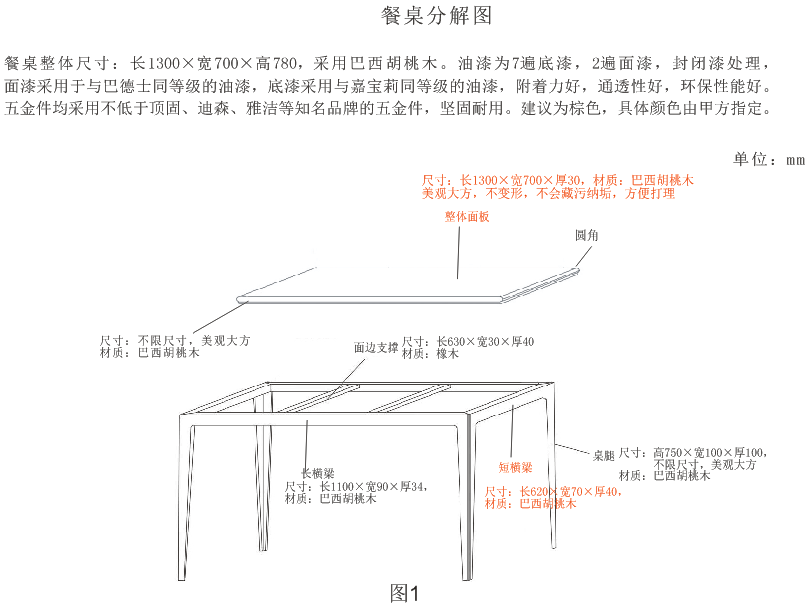 餐桌分解图
餐桌整体尺寸：长1300×宽700×高780，采用巴西胡桃木。油漆为7遍底漆，2遍面漆，封闭漆处理，
面漆采用于与巴德士同等级的油漆，底漆采用与嘉宝莉同等级的油漆，附着力好，通透性好，环保性能好。
五金件均采用不低于顶固、迪森、雅洁等知名品牌的五金件，坚固耐用。建议为棕色，具体颜色由甲方指定。
单位：mm
尺寸：长1300×宽700×厚30，材质：巴西胡桃木
美观大方，不变形，不会藏污纳垢，方便打理
整体面板
圆角
尺寸：不限尺寸，美观大方
材质：巴西胡桃木
面边支撑
尺寸：长630×宽30×厚40
材质：橡木
长横梁
尺寸：长1100×宽90×厚34，
材质：巴西胡桃木
短横梁
尺寸：长620×宽70×厚40，
材质：巴西胡桃木
桌腿
尺寸：高750×宽100×厚100，
不限尺寸，美观大方
材质：巴西胡桃木
图1